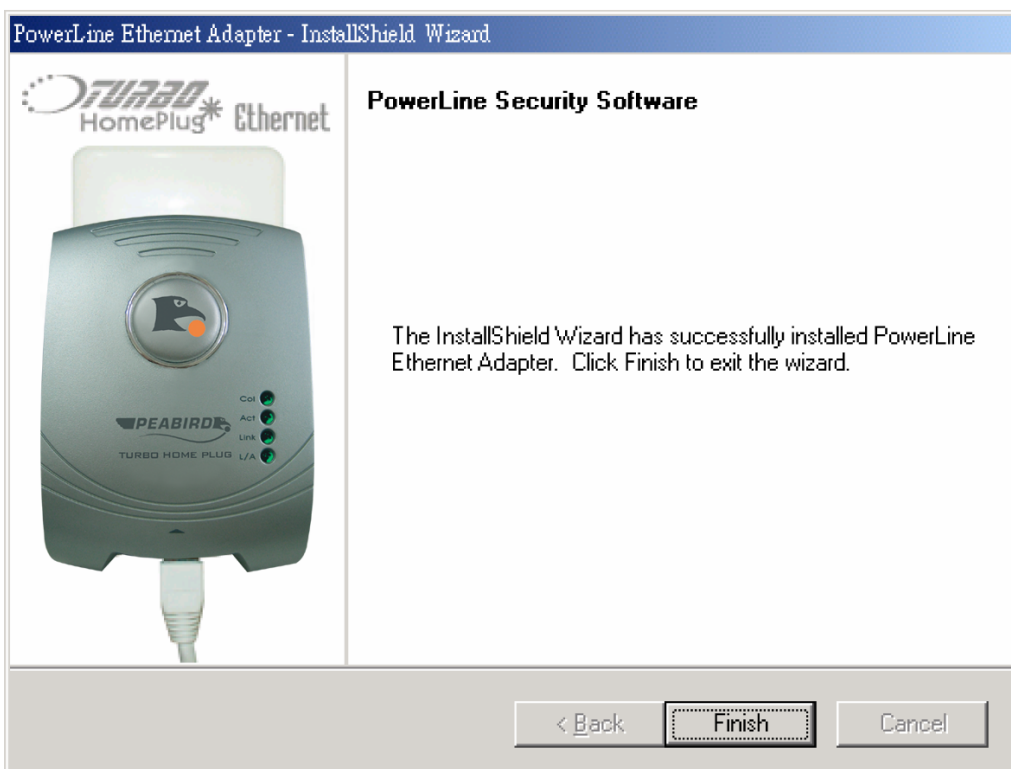 PowerLine Ethernet Adapter - InstallShield Wizard
TURBO
HomePlug* Ethernet
PowerLine Security Software
The InstallShield Wizard has successfully installed PowerLine
Ethernet Adapter. Click Finish to exit the wizard.
Col
Act
PEABIRD
Link
TURBO HOME PLUG L/A
< Back
Finish
Cancel